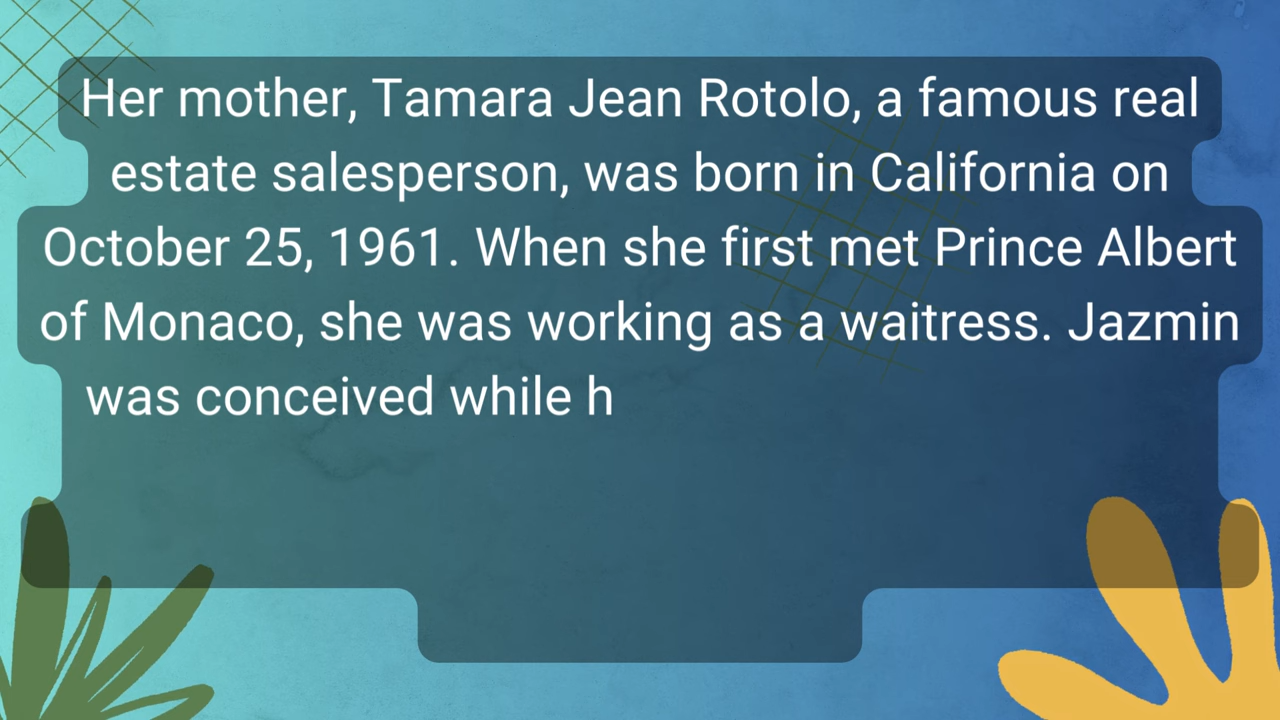 Her mother, Tamara Jean Rotolo, a famous real
estate salesperson, was born in California on
October 25, 1961. When she first met Prince Albert
of Monaco, she was working as a waitress. Jazmin
was conceived while h